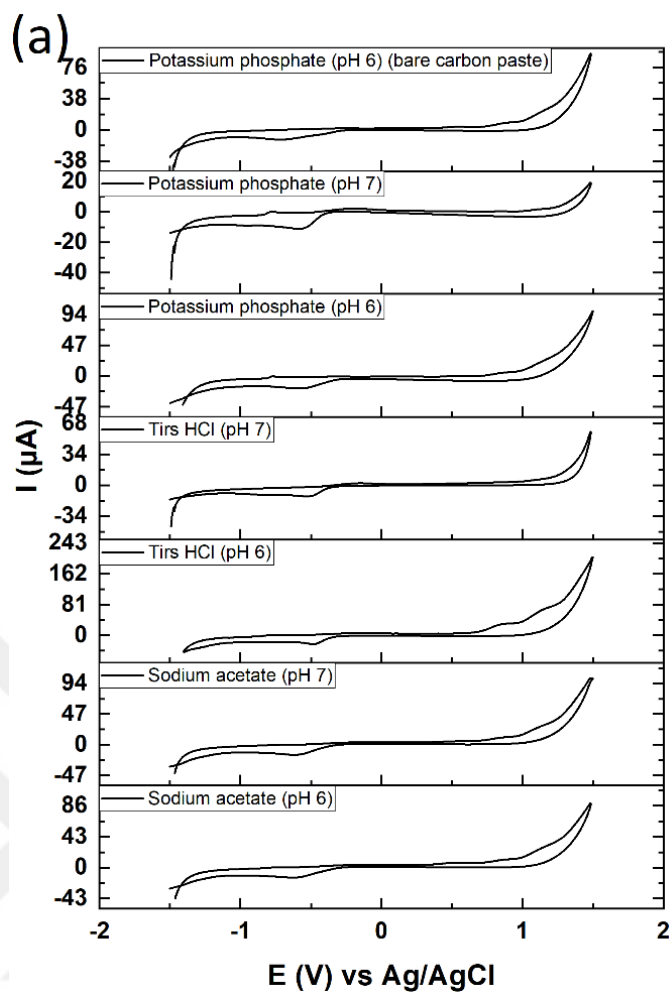 (a)
Potassium phosphate (pH 6) (bare carbon paste)
76
38
0
-38
Potassium phosphate (pH 7)
20
0
-20
-40
Potassium phosphate (pH 6)
94
47
0
-47
Tirs HCl (pH 7)
68
34
0
-34
Tirs HCl (pH 6)
243
162
81
0
Sodium acetate (pH 7)
94
47
0
-47
Sodium acetate (pH 6)
86
43
0
-43
I (µA)
-2 -1 0 1 2
E (V) vs Ag/AgCl